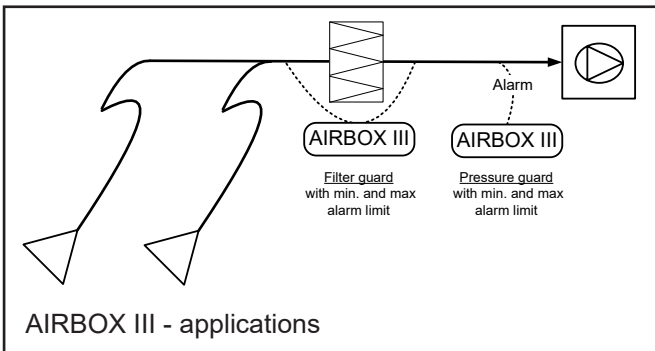 Alarm
AIRBOX III
AIRBOX III
Filter guard
with min. and max
alarm limit
Pressure guard
with min. and max
alarm limit
AIRBOX III - applications